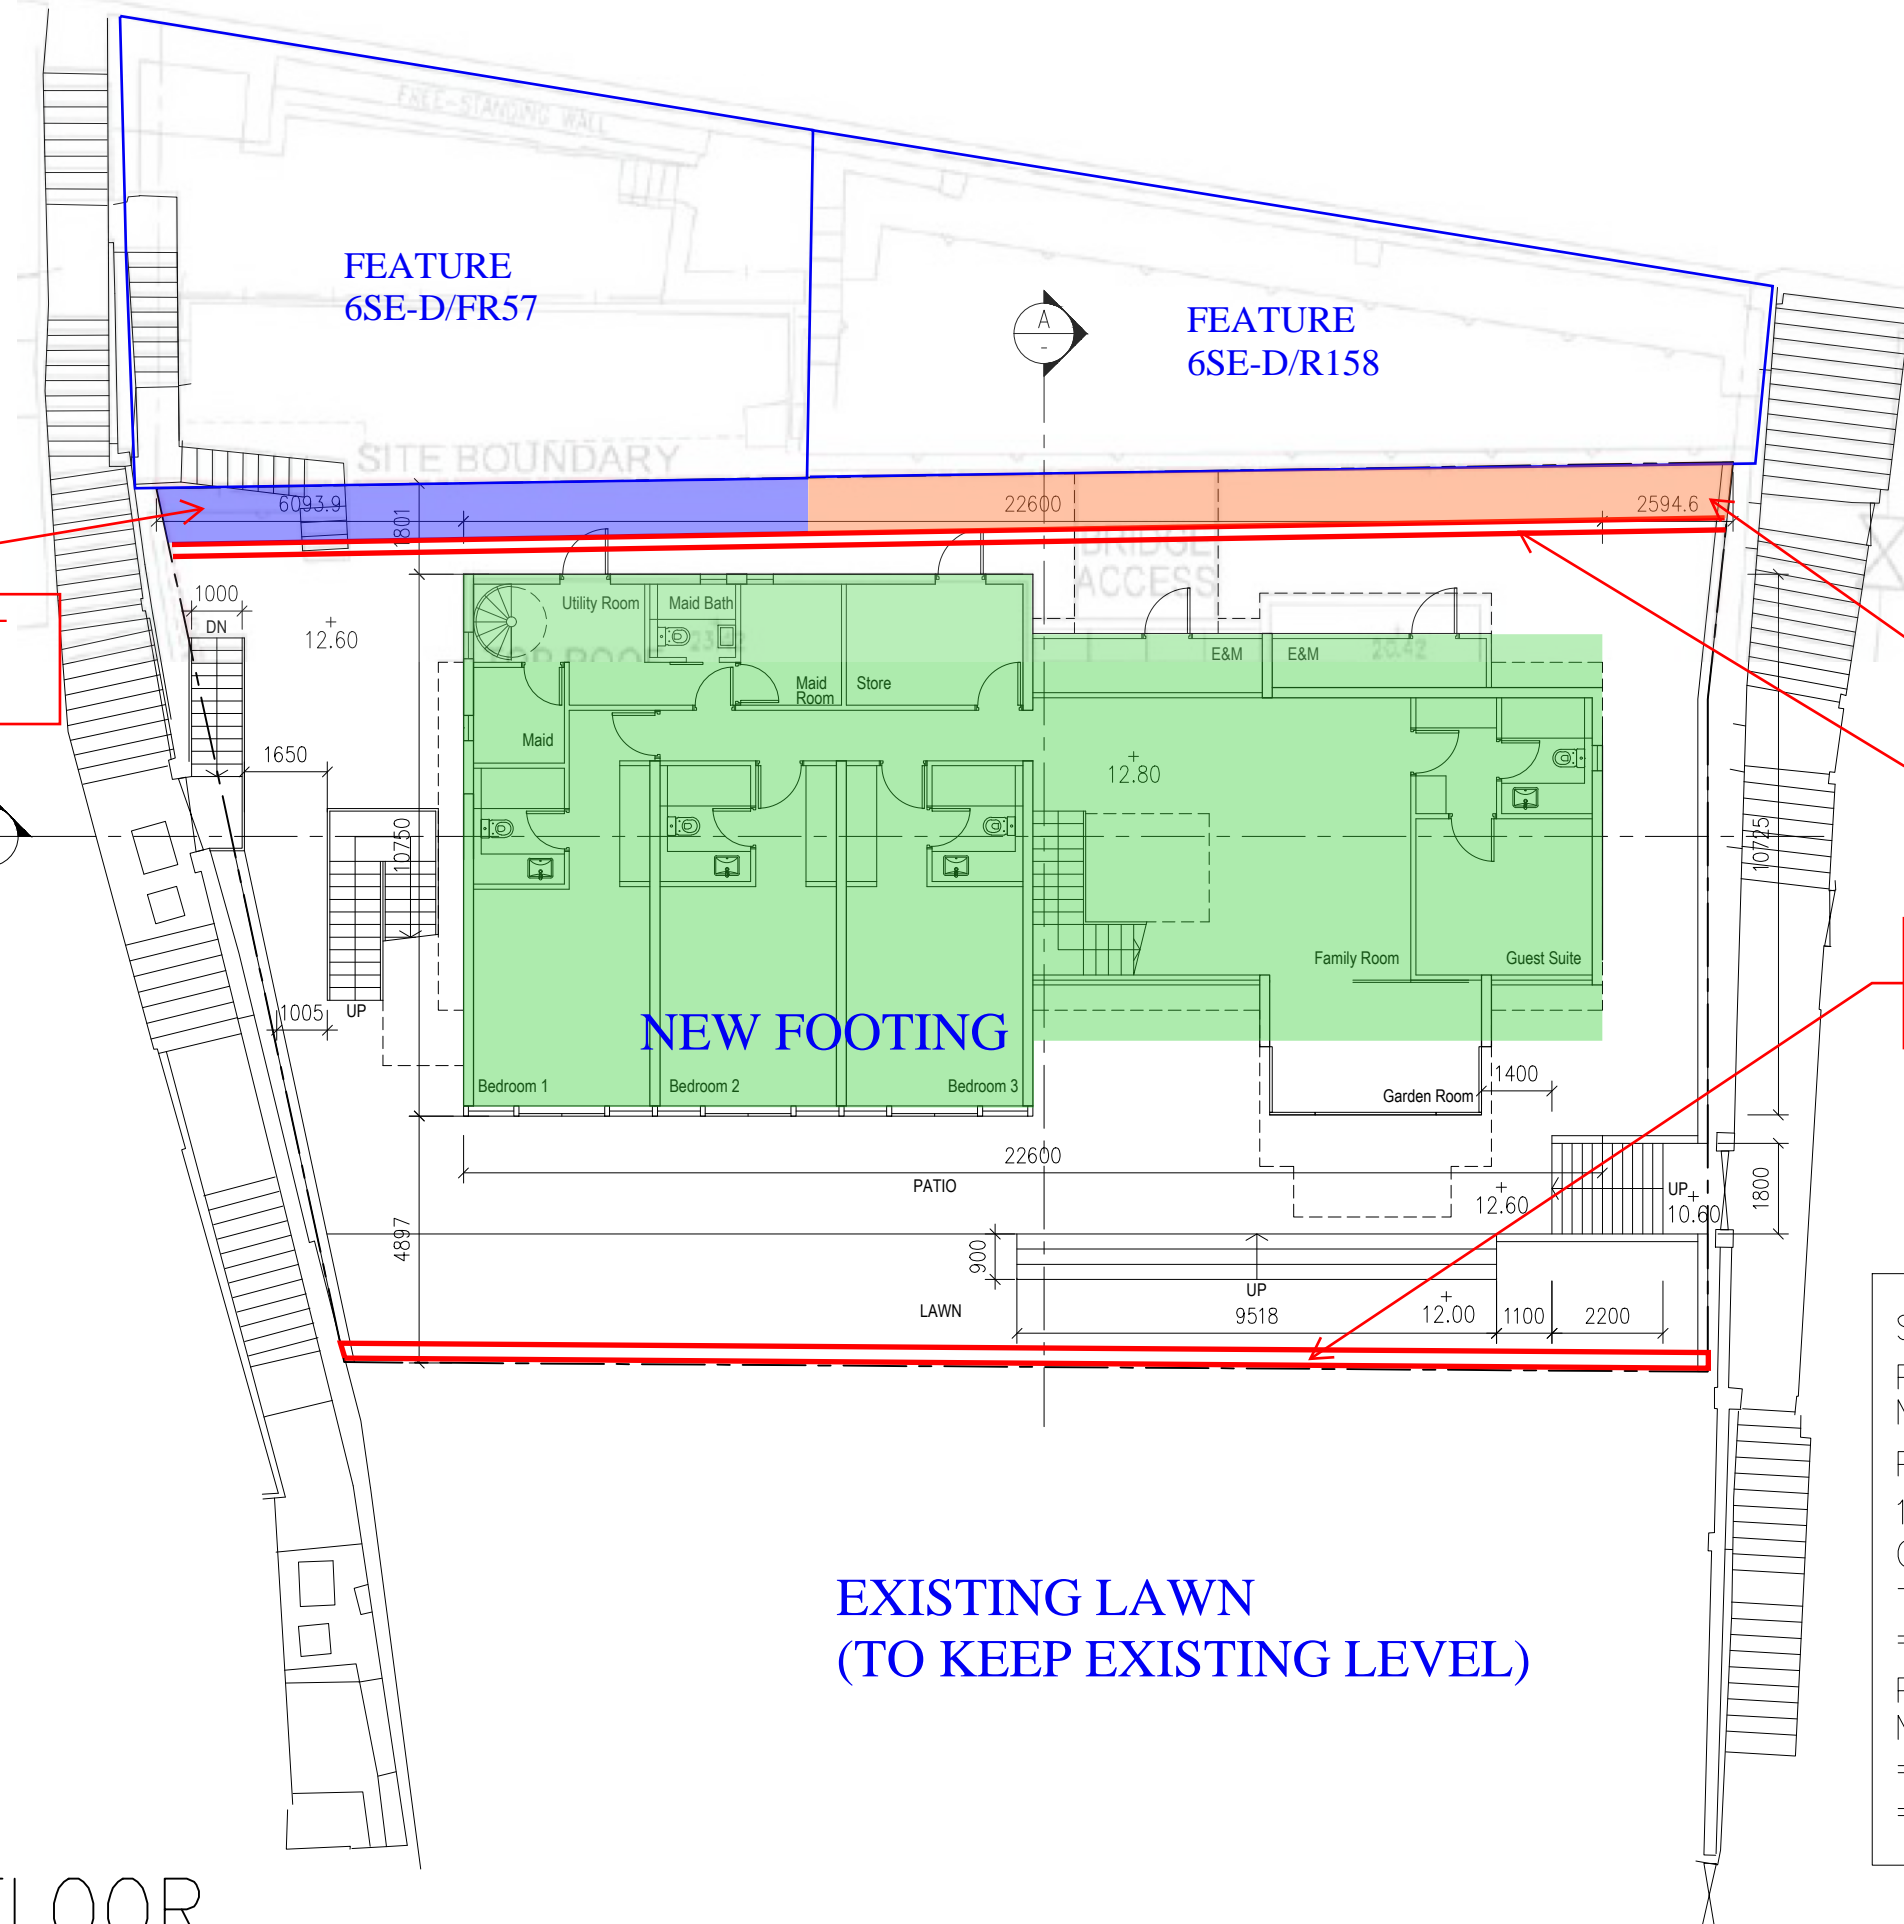 FREE-STANDING WALL
FEATURE
6SE-D/FR57
A
-
FEATURE
6SE-D/R158
SITE BOUNDARY
6093.9
22600
2594.6
1801
BRIDGE
ACCESS
1000
DN
12.60
Utility Room
Maid Bath
23.42
E&M
E&M
20.42
Maid
Room
Store
Maid
1650
12.80
10750
10725
Family Room
Guest Suite
1005
UP
NEW FOOTING
Bedroom 1
Bedroom 2
Bedroom 3
1400
Garden Room
22600
PATIO
12.60
UP
10.60
1800
4897
900
UP
LAWN
9518
12.00
1100
2200
EXISTING LAWN
(TO KEEP EXISTING LEVEL)
FLOOR